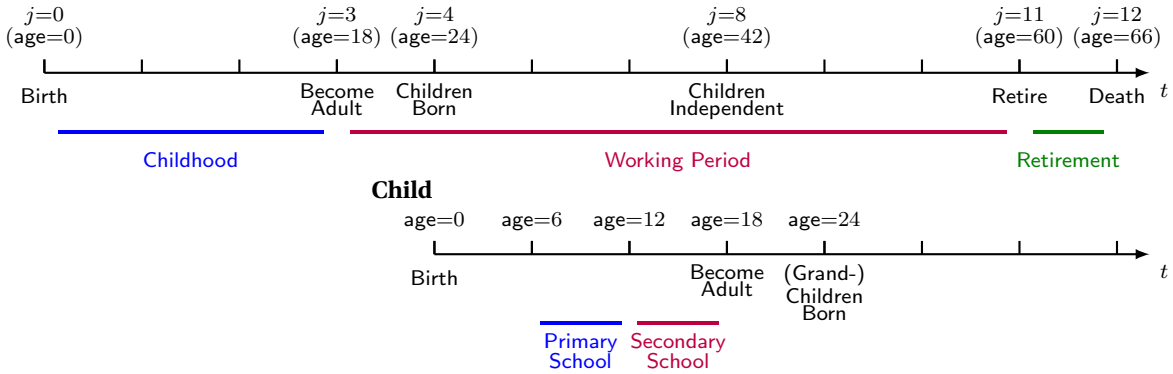 j=0 j=3 j=4 j=8 j=11 j=12
(age=0) (age=18) (age=24) (age=42) (age=60) (age=66)
Birth Become Children Children Retire Death t
Adult Born Independent
Childhood Working Period Retirement
Child
age=0 age=6 age=12 age=18 age=24
Birth Become (Grand-) t
Adult Children
Born
Primary Secondary
School School